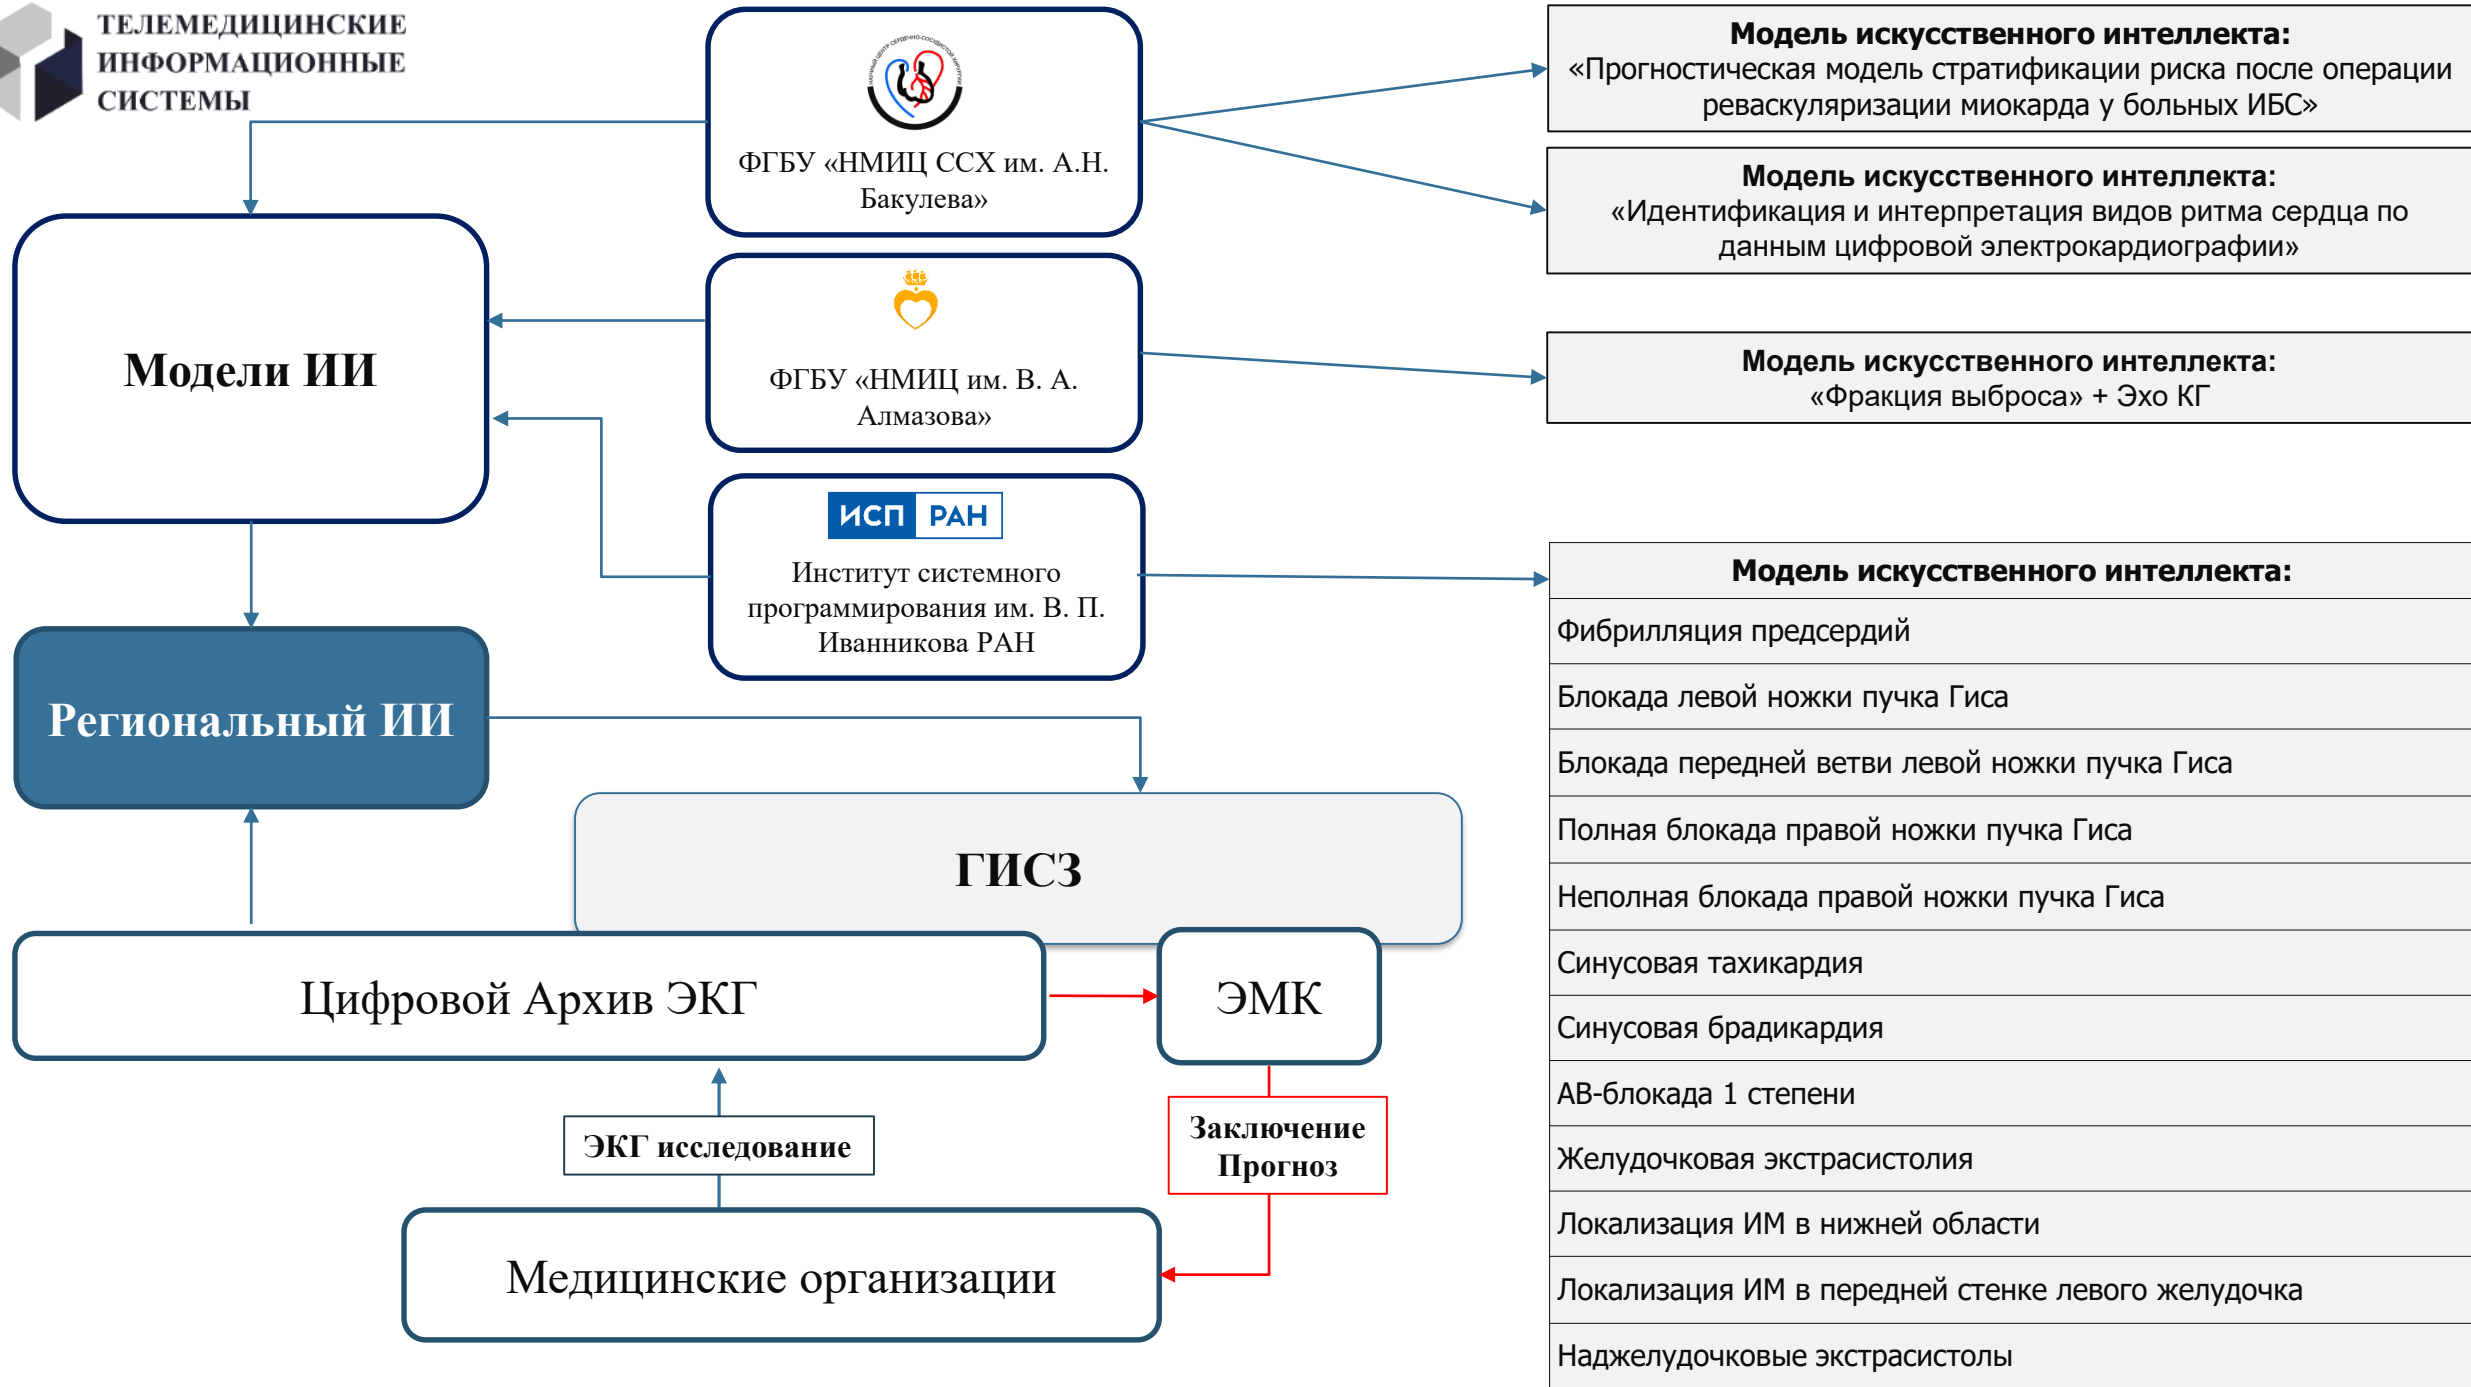 ТЕЛЕМЕДИЦИНСКИЕ
ИНФОРМАЦИОННЫЕ
СИСТЕМЫ
НАУЧНЫЙ ЦЕНТР СЕРДЕЧНО-СОСУДИСТОЙ ХИРУРГИИ
ФГБУ «НМИЦ ССХ им. А.Н.
Бакулева»
Модель искусственного интеллекта:
«Прогностическая модель стратификации риска после операции
реваскуляризации миокарда у больных ИБС»
Модель искусственного интеллекта:
«Идентификация и интерпретация видов ритма сердца по
данным цифровой электрокардиографии»
Модели ИИ
ФГБУ «НМИЦ им. В. А.
Алмазова»
Модель искусственного интеллекта:
«Фракция выброса» + Эхо КГ
ИСП РАН
Институт системного
программирования им. В. П.
Иванникова РАН
Модель искусственного интеллекта:
Фибрилляция предсердий
Блокада левой ножки пучка Гиса
Блокада передней ветви левой ножки пучка Гиса
Полная блокада правой ножки пучка Гиса
Неполная блокада правой ножки пучка Гиса
Синусовая тахикардия
Синусовая брадикардия
АВ-блокада 1 степени
Желудочковая экстрасистолия
Локализация ИМ в нижней области
Локализация ИМ в передней стенке левого желудочка
Наджелудочковые экстрасистолы
Региональный ИИ
ГИСЗ
Цифровой Архив ЭКГ
ЭМК
ЭКГ исследование
Заключение
Прогноз
Медицинские организации